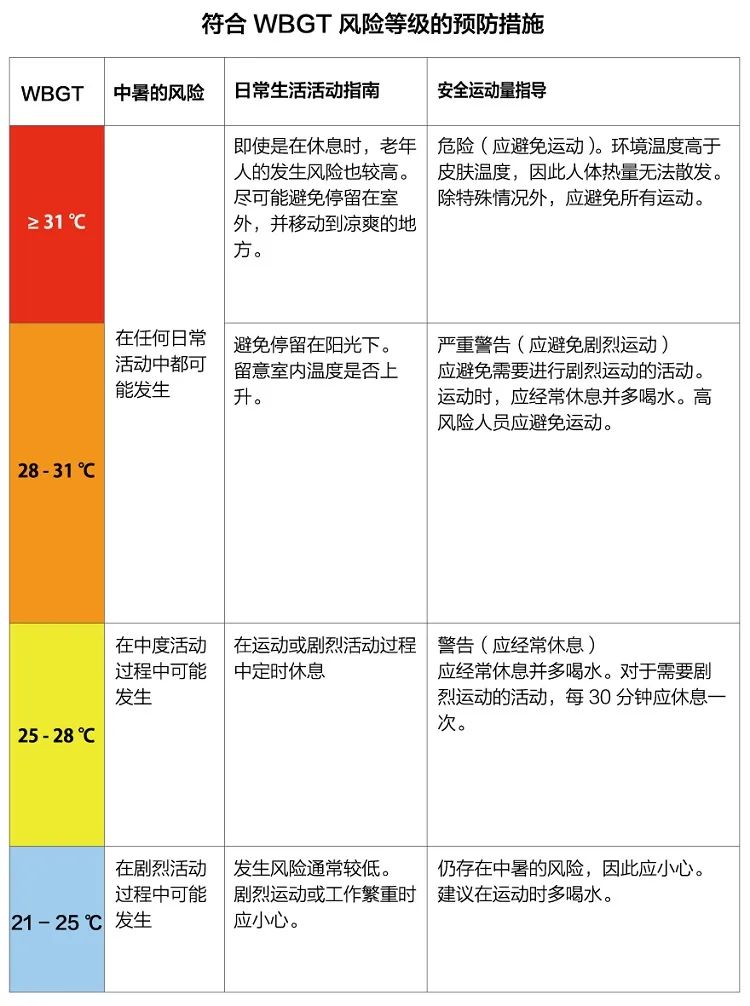 符合 WBGT 风险等级的预防措施
WBGT
中暑的风险
日常生活活动指南
安全运动量指导
≥ 31 ℃
在任何日常
活动中都可
能发生
即使是在休息时，老年
人的发生风险也较高。
尽可能避免停留在室
外，并移动到凉爽的地
方。
危险（应避免运动）。环境温度高于
皮肤温度，因此人体热量无法散发。
除特殊情况外，应避免所有运动。
28 - 31 ℃
避免停留在阳光下。
留意室内温度是否上
升。
严重警告（应避免剧烈运动）
应避免需要进行剧烈运动的活动。
运动时，应经常休息并多喝水。高
风险人员应避免运动。
25 - 28 ℃
在中度活动
过程中可能
发生
在运动或剧烈活动过程
中定时休息
警告（应经常休息）
应经常休息并多喝水。对于需要剧
烈运动的活动，每 30 分钟应休息一
次。
21 – 25 ℃
在剧烈活动
过程中可能
发生
发生风险通常较低。
剧烈运动或工作繁重时
应小心。
仍存在中暑的风险，因此应小心。
建议在运动时多喝水。